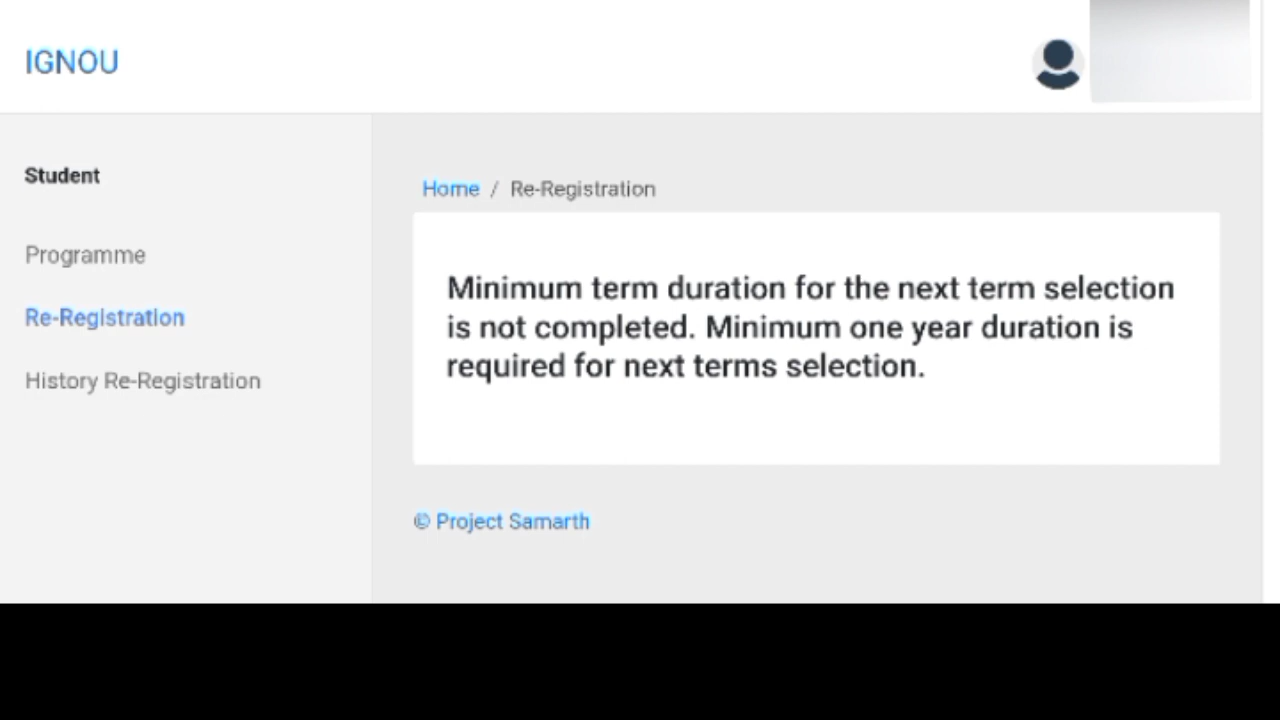 IGNOU
Student
Programme
Re-Registration
History Re-Registration
Home / Re-Registration
Minimum term duration for the next term selection
is not completed. Minimum one year duration is
required for next terms selection.
© Project Samarth